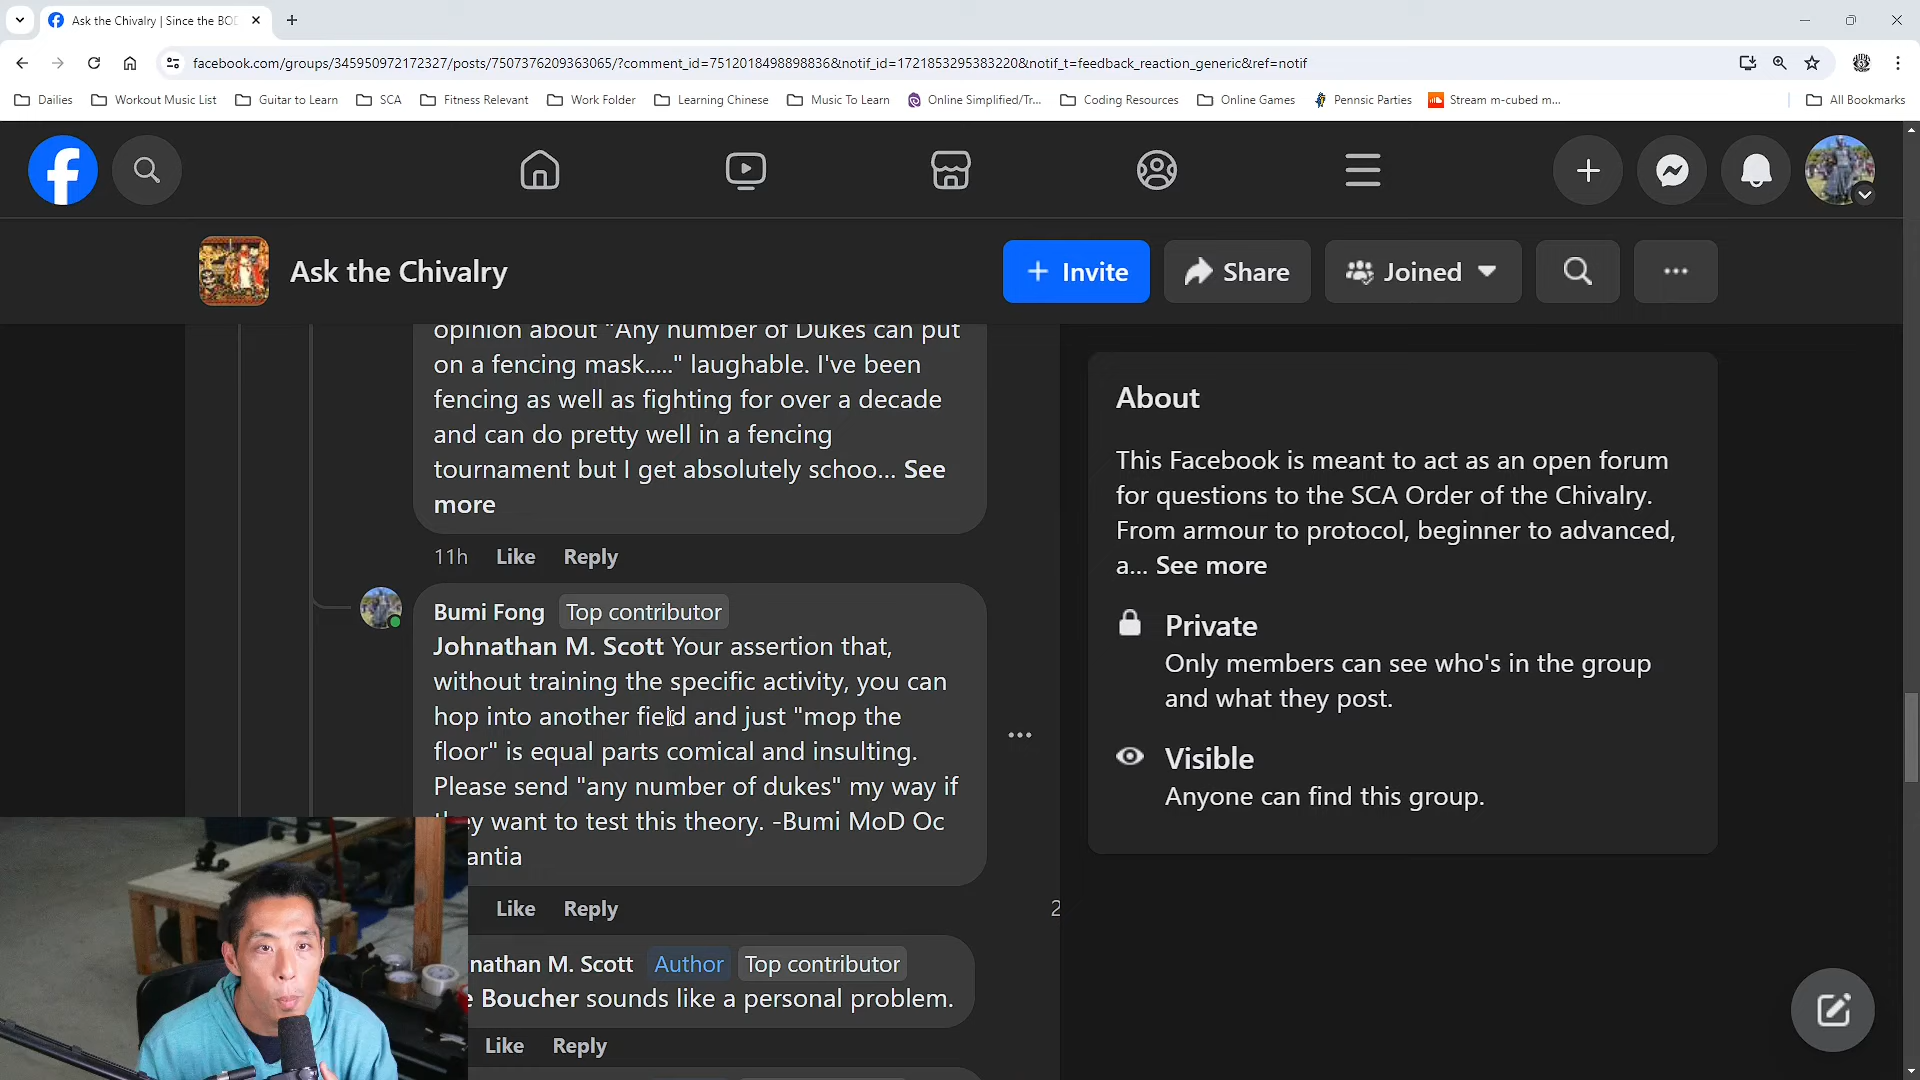 Ask the Chivalry | Since the BOD
facebook.com/groups/345950972172327/posts/7507376209363065/?comment_id=7512018498898836&notif_id=1721853295383220&notif_t=feedback_reaction_generic&ref=notif
Dailies
Workout Music List
Guitar to Learn
SCA
Fitness Relevant
Work Folder
Learning Chinese
Music To Learn
Online Simplified/Tr...
Coding Resources
Online Games
Pennsic Parties
Stream m-cubed m...
All Bookmarks
Ask the Chivalry
Invite
Share
Joined
opinion about "Any number of Dukes can put
on a fencing mask....." laughable. I've been
fencing as well as fighting for over a decade
and can do pretty well in a fencing
tournament but I get absolutely schoo... See
more
11h Like Reply
Bumi Fong Top contributor
Johnathan M. Scott Your assertion that,
without training the specific activity, you can
hop into another field and just "mop the
floor" is equal parts comical and insulting.
Please send "any number of dukes" my way if
ey want to test this theory. -Bumi MoD Oc
antia
Like Reply
2
nathan M. Scott Author Top contributor
e Boucher sounds like a personal problem.
Like Reply
About
This Facebook is meant to act as an open forum
for questions to the SCA Order of the Chivalry.
From armour to protocol, beginner to advanced,
a... See more
Private
Only members can see who's in the group
and what they post.
Visible
Anyone can find this group.